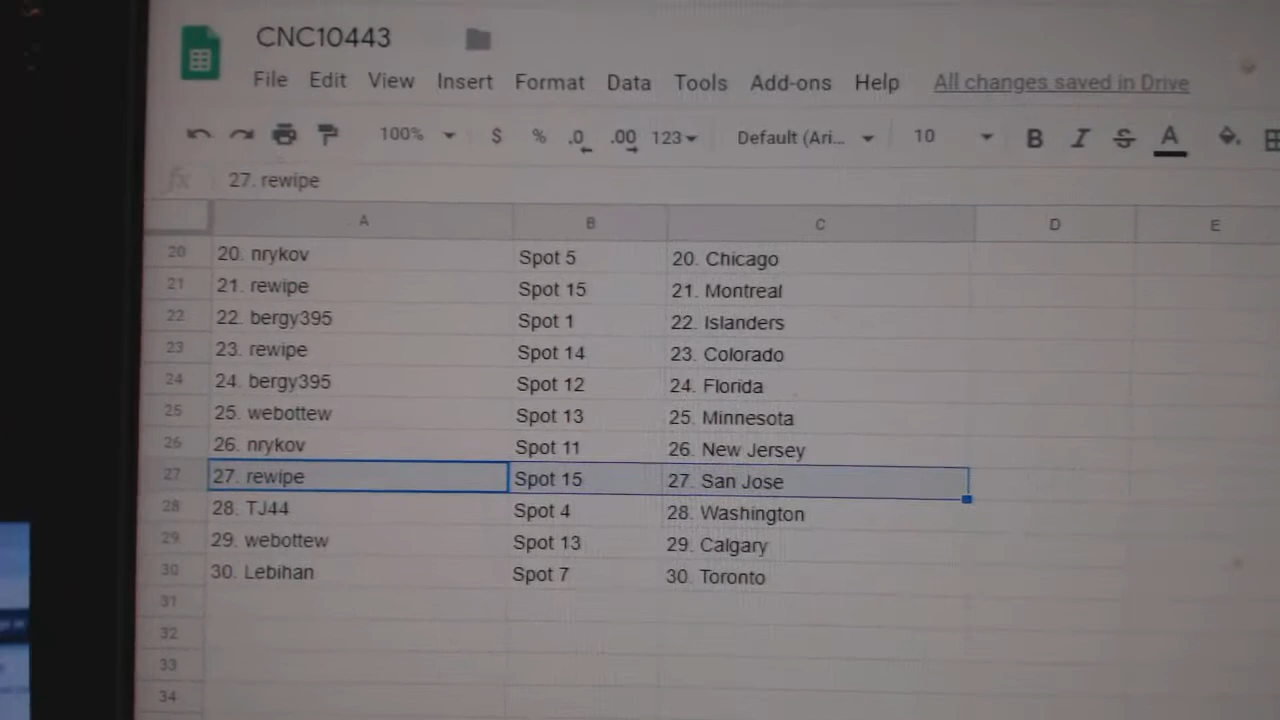 CNC10443
File Edit View Insert Format Data Tools Add-ons Help All changes saved in Drive
100% $ % .0 .00 123 Default (Ari... 10 B I S A
fx 27. rewipe
A B C D E
20 20. nrykov Spot 5 20. Chicago
21 21. rewipe Spot 15 21. Montreal
22 22. bergy395 Spot 1 22. Islanders
23 23. rewipe Spot 14 23. Colorado
24 24. bergy395 Spot 12 24. Florida
25 25. webottew Spot 13 25. Minnesota
26 26. nrykov Spot 11 26. New Jersey
27 27. rewipe Spot 15 27. San Jose
28 28. TJ44 Spot 4 28. Washington
29 29. webottew Spot 13 29. Calgary
30 30. Lebihan Spot 7 30. Toronto
31
32
33
34